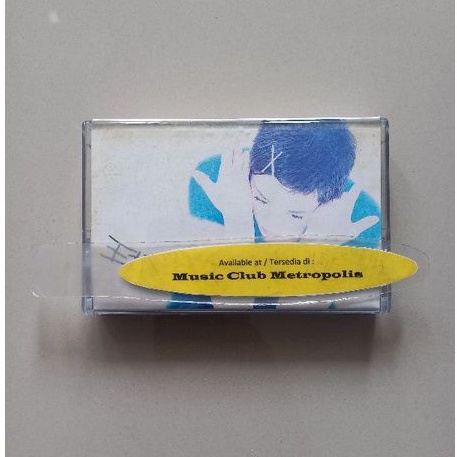 Available at / Tersedia di :
Music Club Metropolis